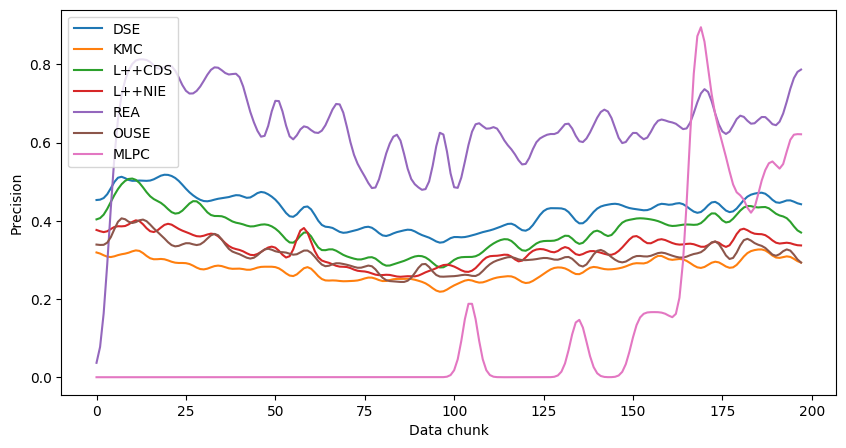 DSE
KMC
L++CDS
L++NIE
REA
OUSE
MLPC
Precision
0.8
0.6
0.4
0.2
0.0
0 25 50 75 100 125 150 175 200
Data chunk